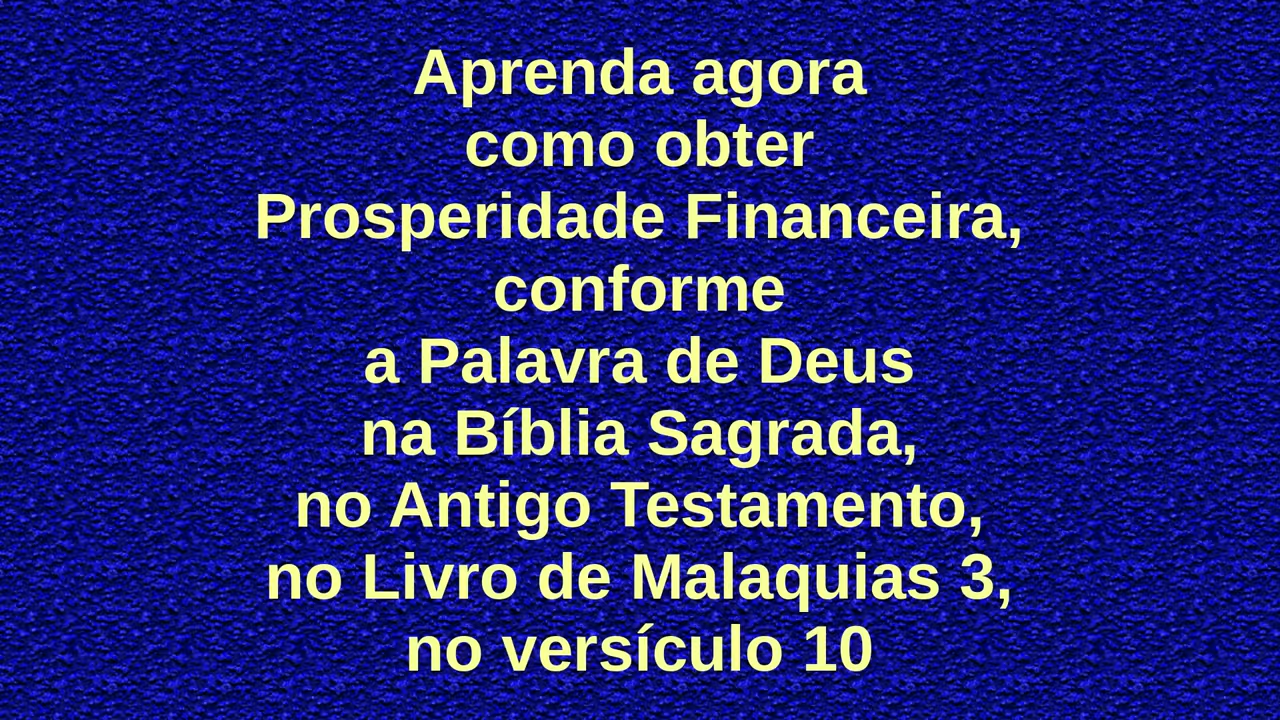 Aprenda agora
como obter
Prosperidade Financeira,
conforme
a Palavra de Deus
na Bíblia Sagrada,
no Antigo Testamento,
no Livro de Malaquias 3,
no versículo 10